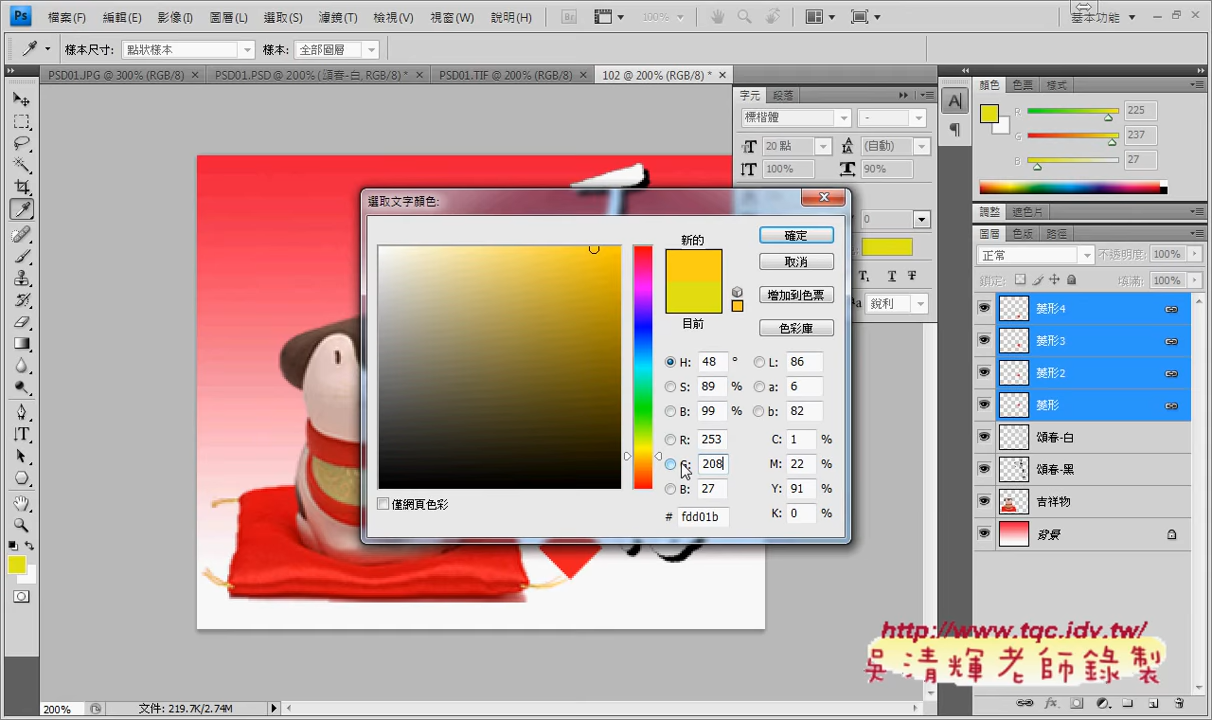 Ps 檔案(F) 編輯(E) 影像(I) 圖層(L) 選取(S) 濾鏡(T) 檢視(V) 視窗(W) 說明(H) Br 100% 基本功能
樣本尺寸: 點狀樣本 樣本: 全部圖層
PSD01.JPG @ 300% (RGB/8) PSD01.PSD @ 200% (頌春-白, RGB/8) * PSD01.TIF @ 200% (RGB/8) 102 @ 200% (RGB/8) *
字元 段落
標楷體 -
20 點 (自動)
100% 90%
0
T T
銳利
選取文字顏色:
新的
目前
確定
取消
增加到色票
色彩庫
H: 48 ° L: 86
S: 89 % a: 6
B: 99 % b: 82
R: 253 C: 1 %
G: 208 M: 22 %
B: 27 Y: 91 %
# fdd01b K: 0 %
僅網頁色彩
顏色 色票 樣式
R 225
G 237
B 27
調整 遮色片
圖層 色版 路徑
正常 不透明度: 100%
鎖定: 填滿: 100%
菱形4
菱形3
菱形2
菱形
頌春-白
頌春-黑
吉祥物
背景
http://www.tqc.idv.tw/
吳清輝老師錄製
200% 文件: 219.7K/2.74M